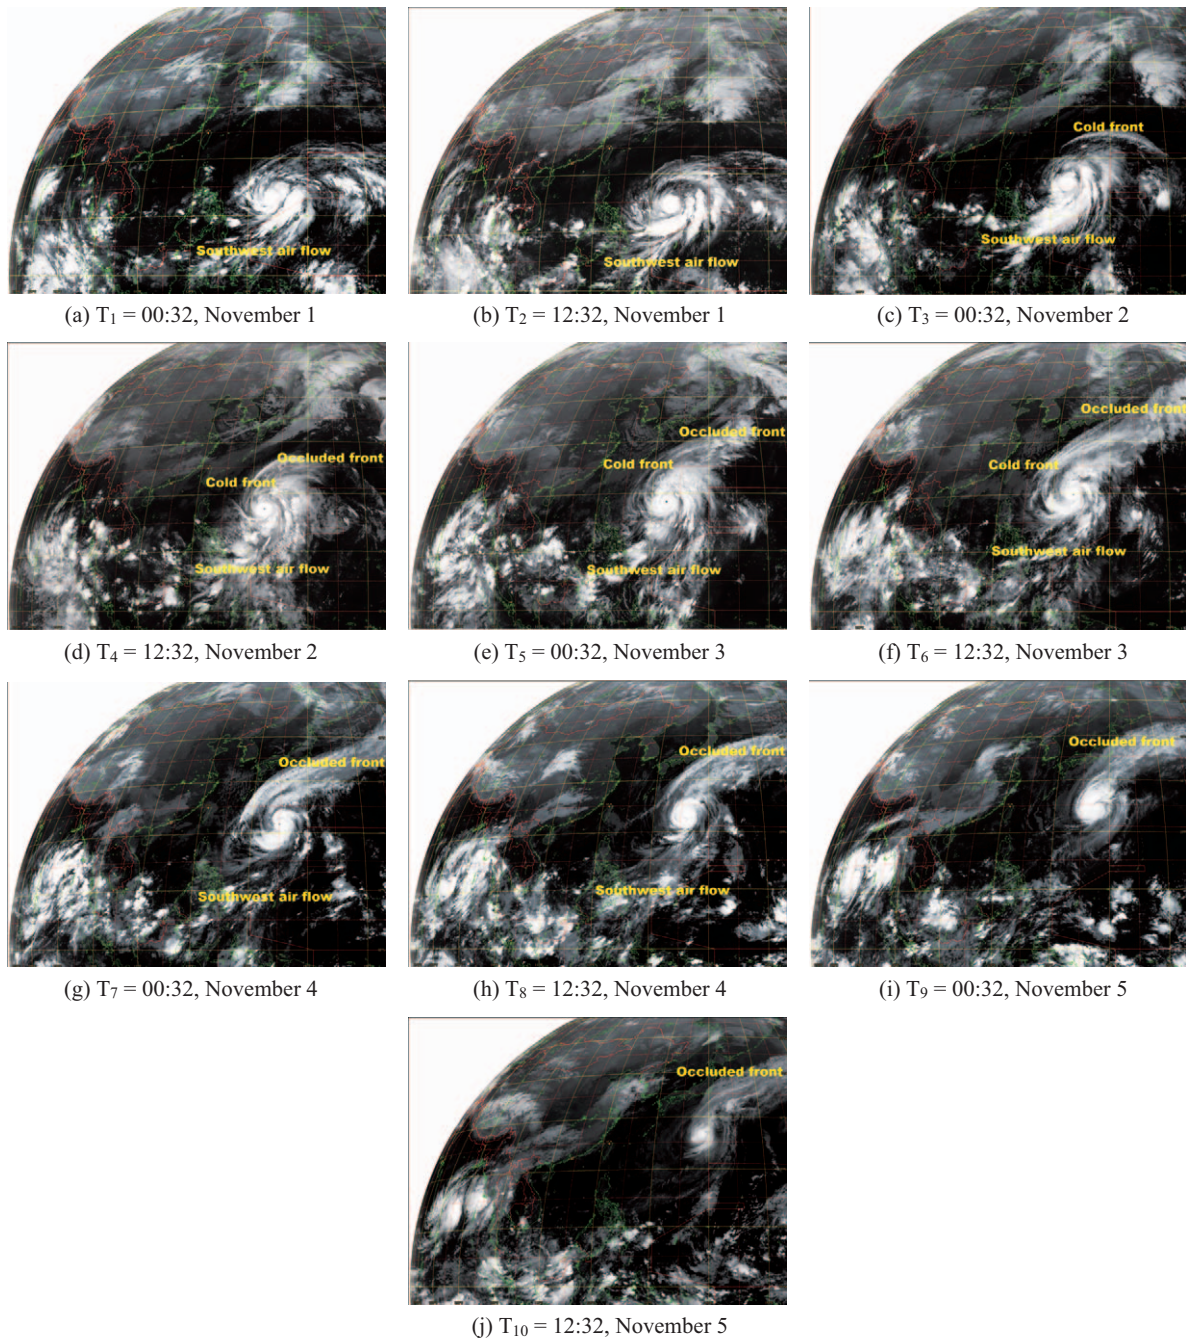 Southwest air flow
(a) T₁ = 00:32, November 1
Southwest air flow
(b) T₂ = 12:32, November 1
Cold front
Southwest air flow
(c) T₃ = 00:32, November 2
Occluded front
Cold front
Southwest air flow
(d) T₄ = 12:32, November 2
Occluded front
Cold front
Southwest air flow
(e) T₅ = 00:32, November 3
Occluded front
Cold front
Southwest air flow
(f) T₆ = 12:32, November 3
Occluded front
Southwost air flow
(g) T₇ = 00:32, November 4
Occluded front
Southwest air flow
(h) T₈ = 12:32, November 4
Occluded front
(i) T₉ = 00:32, November 5
Occluded front
(j) T₁₀ = 12:32, November 5